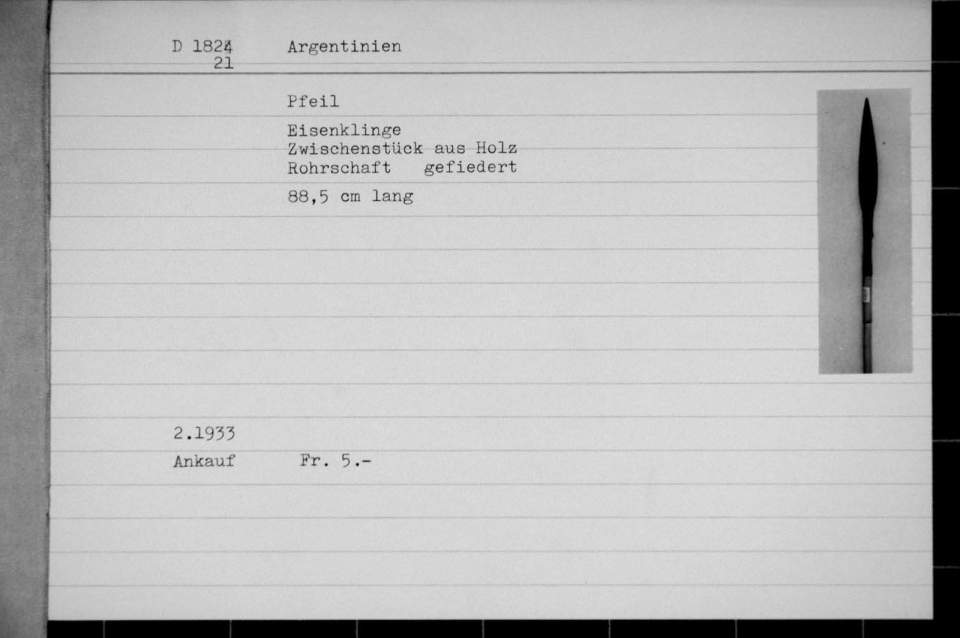 D 1824 Argentinien
21
Pfeil
Eisenklinge
Zwischenstück aus Holz
Rohrschaft gefiedert
88,5 cm lang
2.1933
Ankauf Fr. 5.-